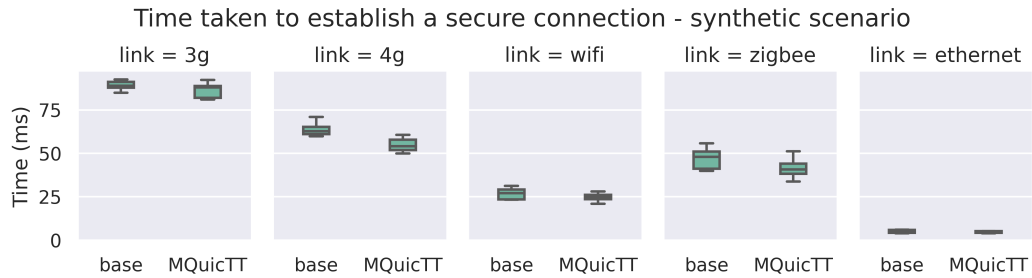 Time taken to establish a secure connection - synthetic scenario
link = 3g
link = 4g
link = wifi
link = zigbee
link = ethernet
Time (ms)
75
50
25
0
base MQuicTT
base MQuicTT
base MQuicTT
base MQuicTT
base MQuicTT